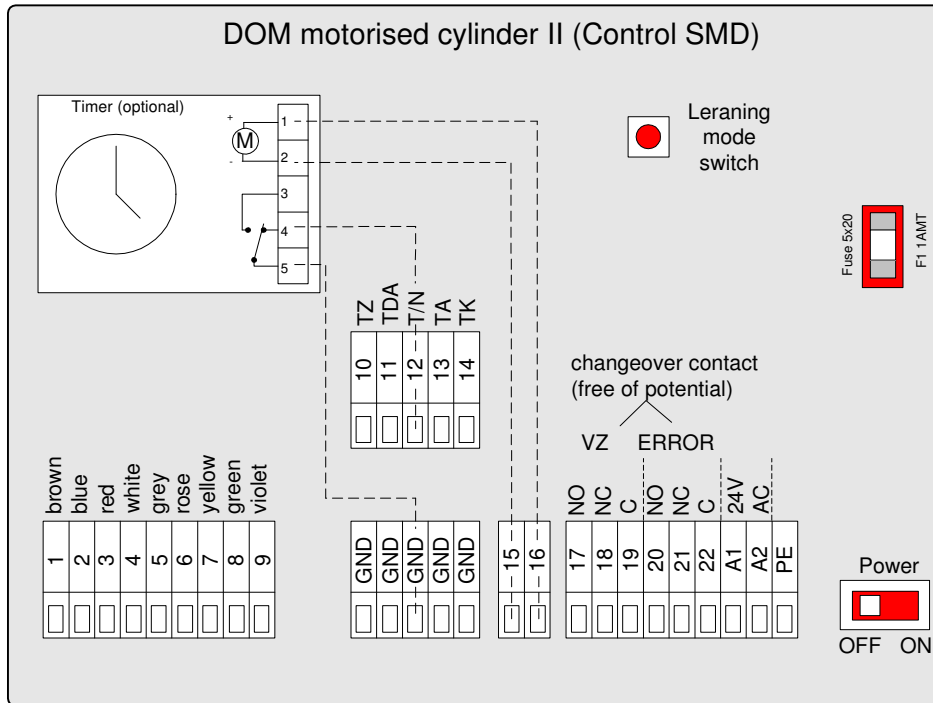 DOM motorised cylinder II (Control SMD)
Timer (optional)
+
M
-
1
2
3
4
5
Leraning
mode
switch
Fuse 5x20
F1 1AMT
TZ
TDA
T/N
TA
TK
10
11
12
13
14
changeover contact
(free of potential)
VZ ERROR
brown
blue
red
white
grey
rose
yellow
green
violet
1
2
3
4
5
6
7
8
9
GND
GND
GND
GND
GND
15
16
NO
NC
C
NO
NC
C
24V
AC
17
18
19
20
21
22
A1
A2
PE
Power
OFF ON